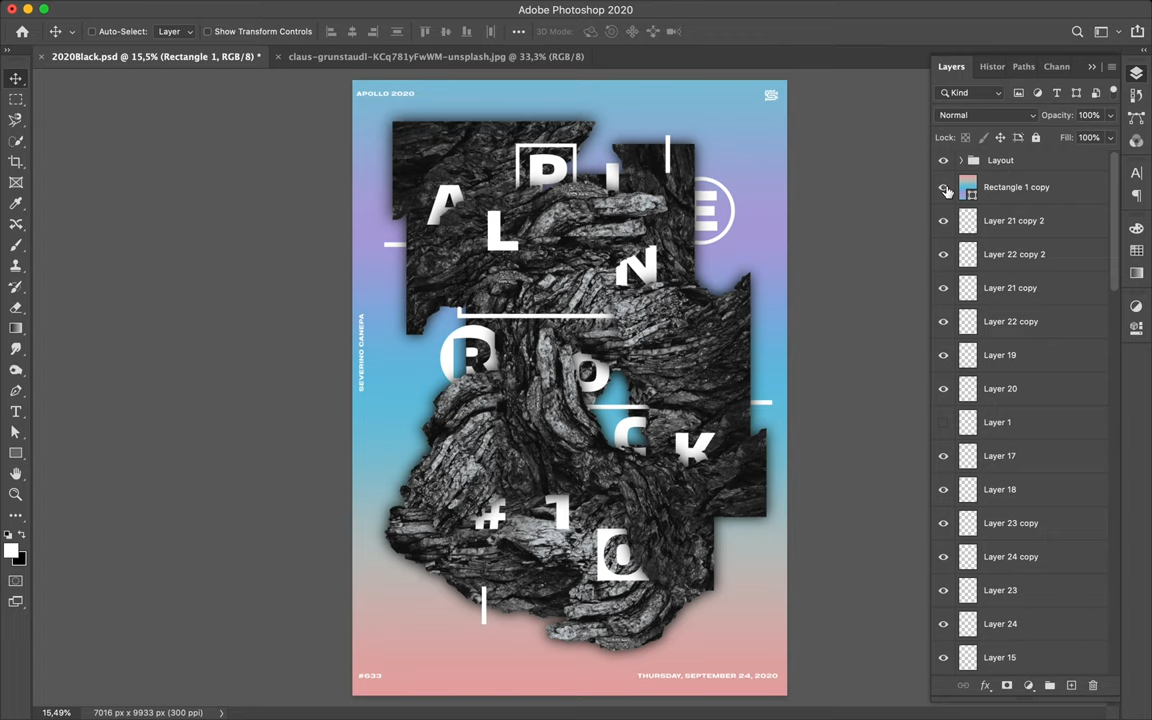 Adobe Photoshop 2020
Auto-Select: Layer Show Transform Controls 3D Mode:
2020Black.psd @ 15,5% (Rectangle 1, RGB/8) *
claus-grunstaudl-KCq781yFwWM-unsplash.jpg @ 33,3% (RGB/8)
APOLLO 2020
A L P I N E
R O C K
# 1 0
SEVERINO CANEPA
#633
THURSDAY, SEPTEMBER 24, 2020
Layers Histor Paths Chann
Kind
Normal Opacity: 100%
Lock: Fill: 100%
Layout
Rectangle 1 copy
Layer 21 copy 2
Layer 22 copy 2
Layer 21 copy
Layer 22 copy
Layer 19
Layer 20
Layer 1
Layer 17
Layer 18
Layer 23 copy
Layer 24 copy
Layer 23
Layer 24
Layer 15
15,49% 7016 px x 9933 px (300 ppi)